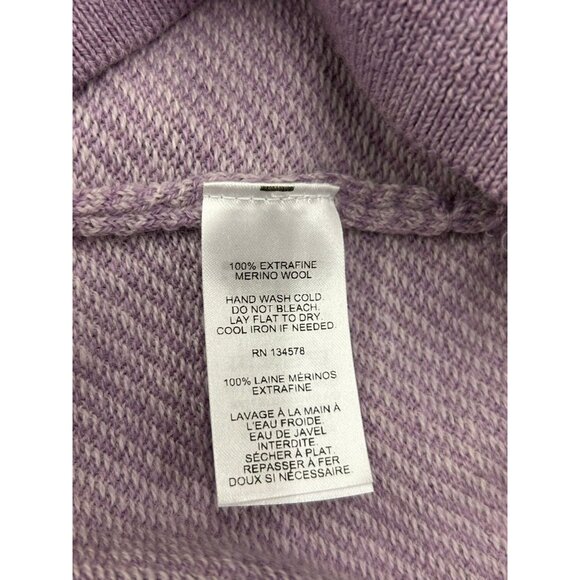 100% EXTRAFINE
MERINO WOOL
HAND WASH COLD.
DO NOT BLEACH.
LAY FLAT TO DRY.
COOL IRON IF NEEDED.
RN 134578
100% LAINE MÉRINOS
EXTRAFINE
LAVAGE À LA MAIN À
L'EAU FROIDE.
EAU DE JAVEL
INTERDITE.
SÉCHER À PLAT.
REPASSER À FER
DOUX SI NÉCESSAIRE.